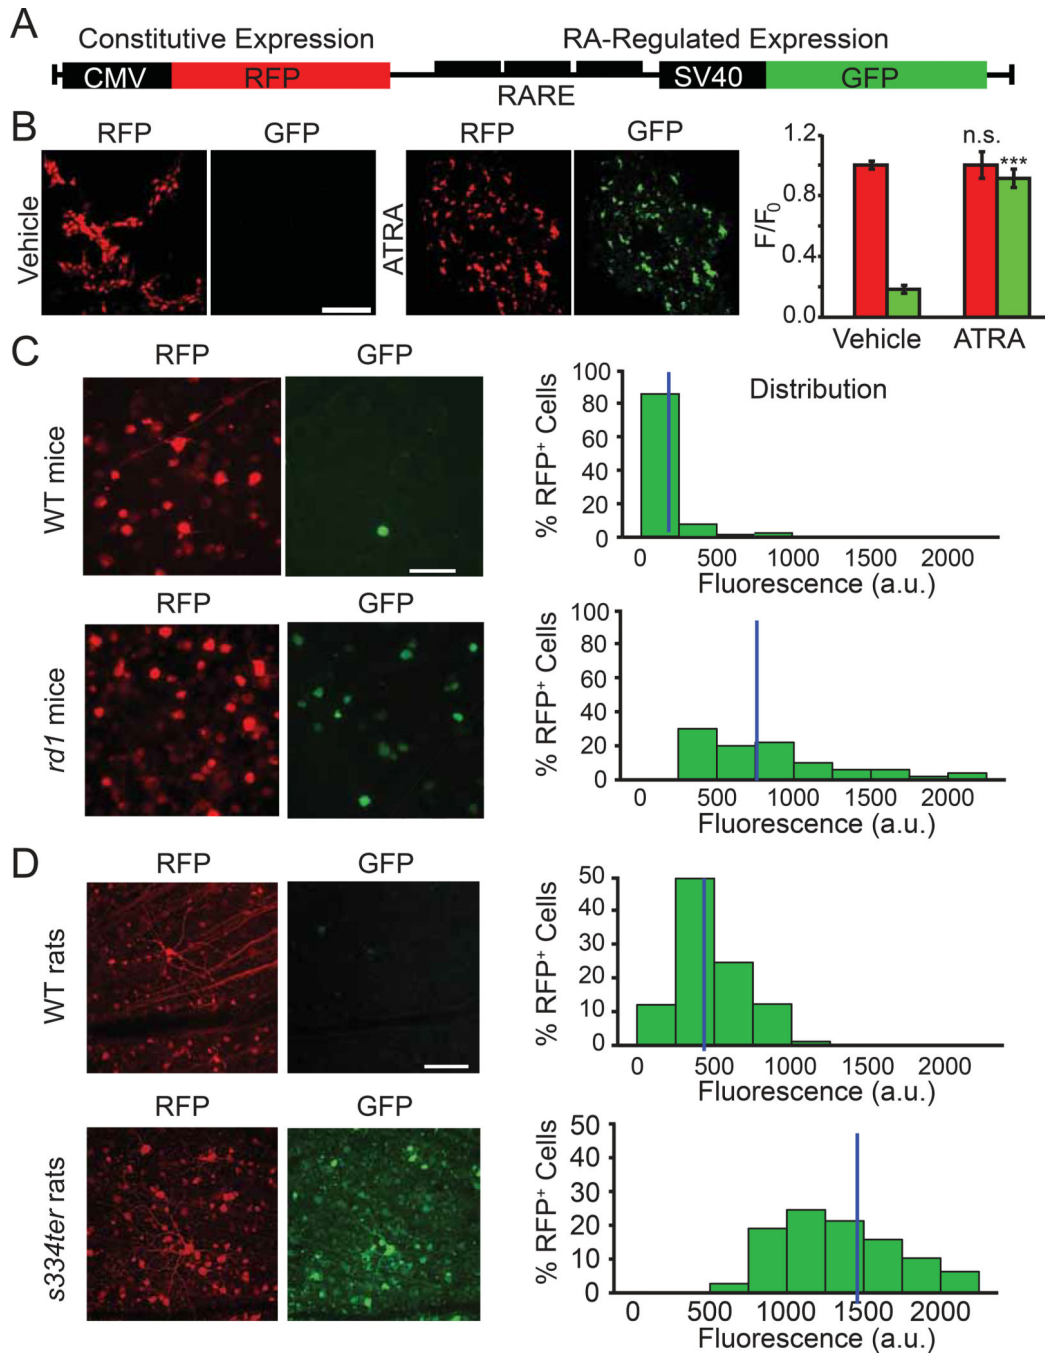 A
Constitutive Expression
RA-Regulated Expression
CMV
RFP
RARE
SV40
GFP
B
RFP
GFP
RFP
GFP
Vehicle
ATRA
F/F0
1.2
0.8
0.4
0.0
n.s.
***
Vehicle
ATRA
C
RFP
GFP
WT mice
Distribution
% RFP+ Cells
100
80
60
40
20
0
0 500 1000 1500 2000
Fluorescence (a.u.)
RFP
GFP
rd1 mice
% RFP+ Cells
100
80
60
40
20
0
0 500 1000 1500 2000
Fluorescence (a.u.)
D
RFP
GFP
WT rats
% RFP+ Cells
50
40
30
20
10
0
0 500 1000 1500 2000
Fluorescence (a.u.)
RFP
GFP
s334ter rats
% RFP+ Cells
50
40
30
20
10
0
0 500 1000 1500 2000
Fluorescence (a.u.)